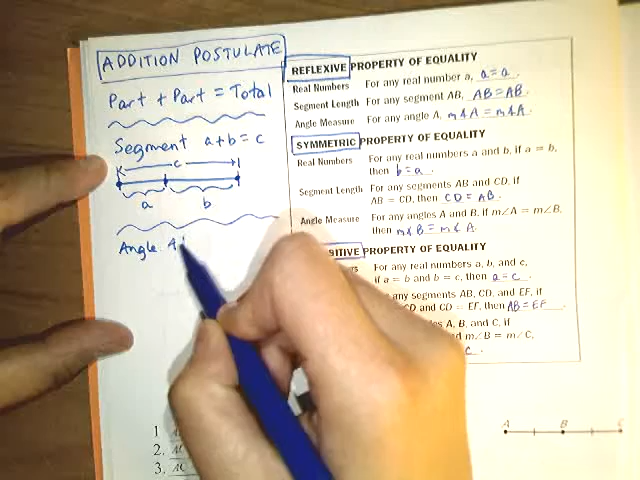 ADDITION POSTULATE
Part + Part = Total
Segment a+b=c
c
a b
Angle A
REFLEXIVE PROPERTY OF EQUALITY
Real Numbers For any real number a, a=a.
Segment Length For any segment AB, AB=AB.
Angle Measure For any angle A, m∡A=m∡A.
SYMMETRIC PROPERTY OF EQUALITY
Real Numbers For any real numbers a and b, if a = b,
then b=a.
Segment Length For any segments AB and CD, if
AB = CD, then CD=AB.
Angle Measure For any angles A and B, if m∠A = m∠B,
then m∡B=m∡A.
SITIVE PROPERTY OF EQUALITY
rs For any real numbers a, b, and c,
if a = b and b = c, then a=c.
any segments AB, CD, and EF, if
CD and CD = EF, then AB=EF.
les A, B, and C, if
d m∠B = m∠C,
C.
A B C
1
2.
3.